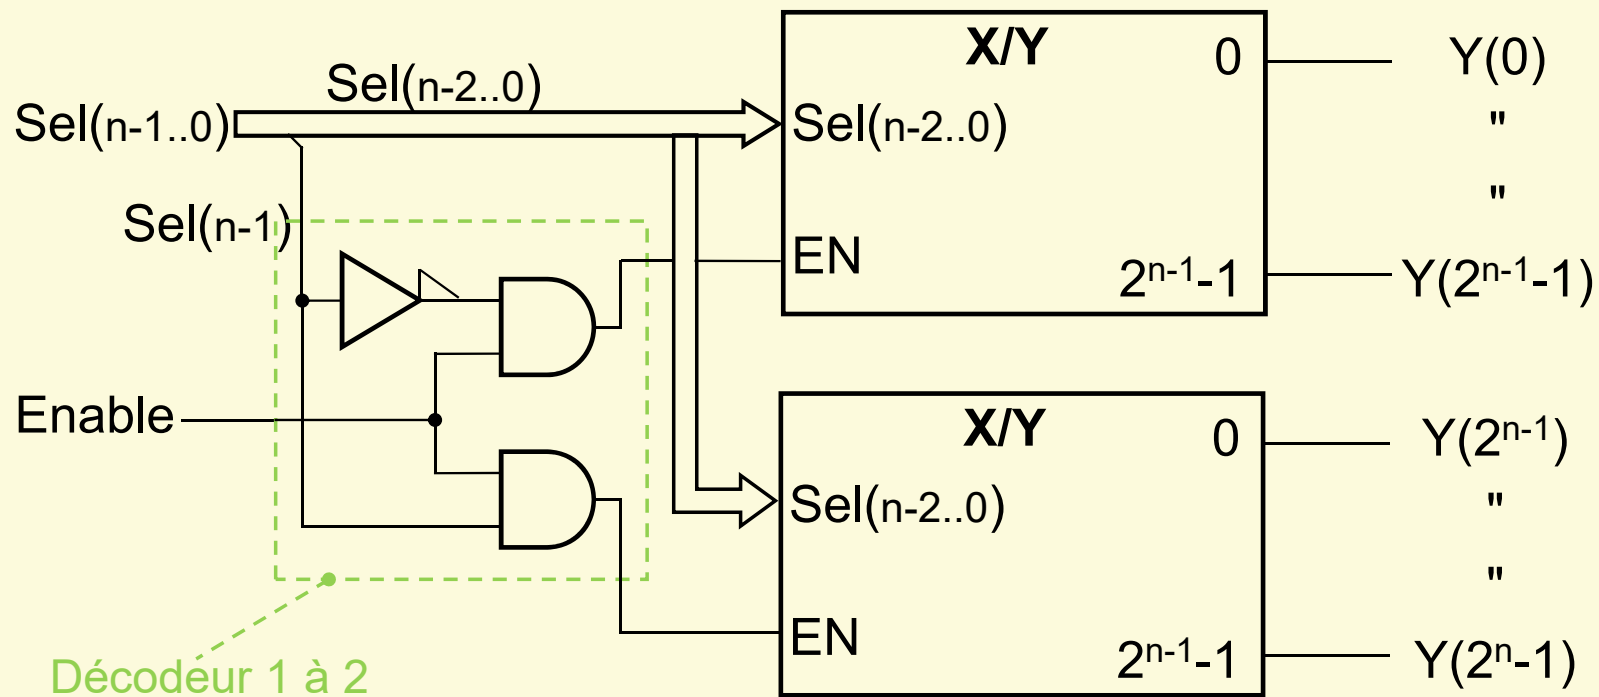 X/Y
0
Y(0)
Sel(n-2..0)
Sel(n-1..0)
Sel(n-2..0)
"
"
Sel(n-1)
EN
2ⁿ⁻¹-1
Y(2ⁿ⁻¹-1)
Enable
X/Y
0
Y(2ⁿ⁻¹)
Sel(n-2..0)
"
"
EN
2ⁿ⁻¹-1
Y(2ⁿ-1)
Décodeur 1 à 2